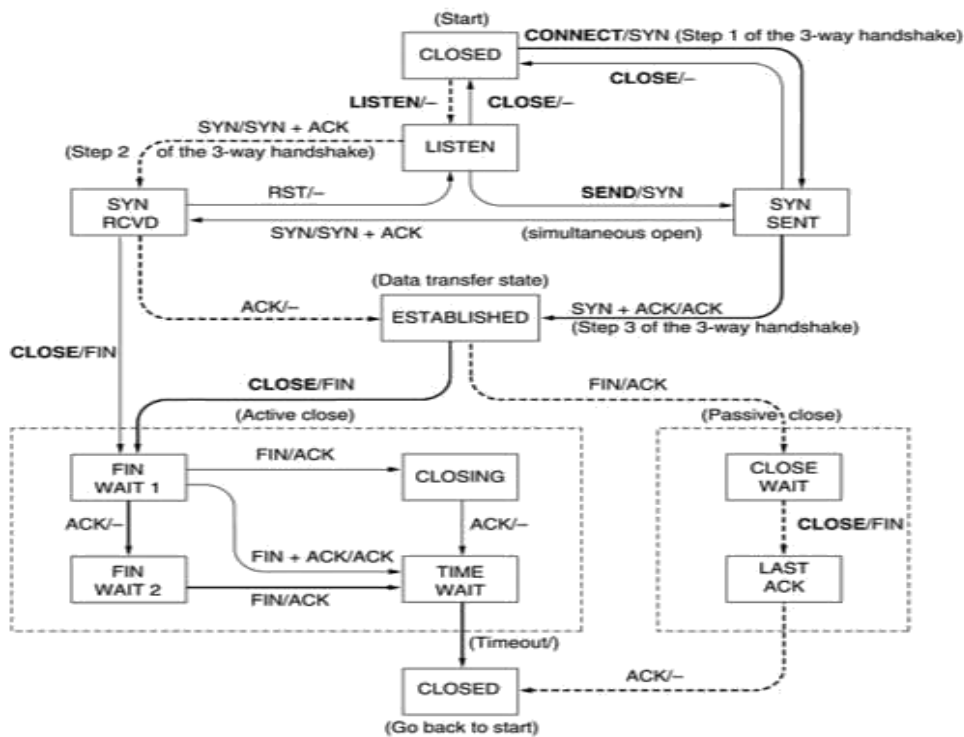 (Start)
CLOSED
CONNECT/SYN (Step 1 of the 3-way handshake)
CLOSE/–
LISTEN/–
CLOSE/–
SYN/SYN + ACK
(Step 2 of the 3-way handshake)
LISTEN
SYN
RCVD
RST/–
SEND/SYN
SYN
SENT
SYN/SYN + ACK
(simultaneous open)
(Data transfer state)
ACK/–
ESTABLISHED
SYN + ACK/ACK
(Step 3 of the 3-way handshake)
CLOSE/FIN
CLOSE/FIN
FIN/ACK
(Active close)
(Passive close)
FIN
WAIT 1
FIN/ACK
CLOSING
CLOSE
WAIT
ACK/–
ACK/–
CLOSE/FIN
FIN + ACK/ACK
FIN
WAIT 2
FIN/ACK
TIME
WAIT
LAST
ACK
(Timeout/)
CLOSED
ACK/–
(Go back to start)